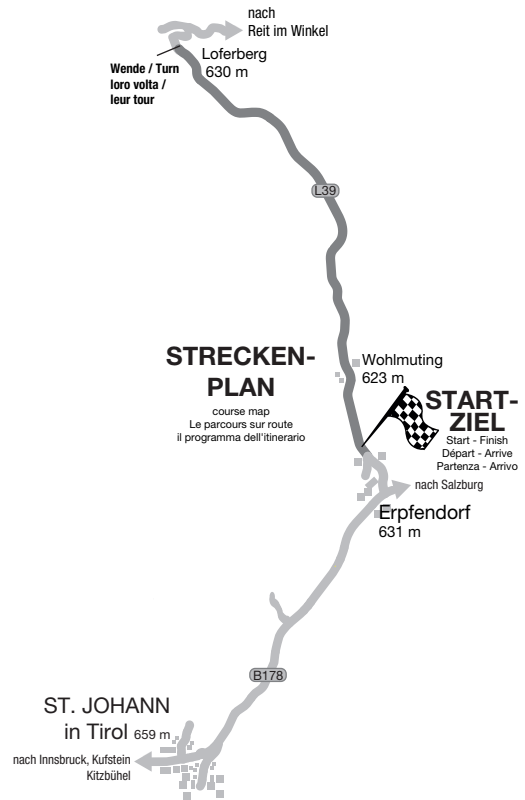 nach
Reit im Winkel
Loferberg
630 m
Wende / Turn
loro volta /
leur tour
L39
STRECKEN-
PLAN
course map
Le parcours sur route
il programma dell'itinerario
Wohlmuting
623 m
START-
ZIEL
Start - Finish
Départ - Arrive
Partenza - Arrivo
nach Salzburg
Erpfendorf
631 m
B178
ST. JOHANN
in Tirol 659 m
nach Innsbruck, Kufstein
Kitzbühel